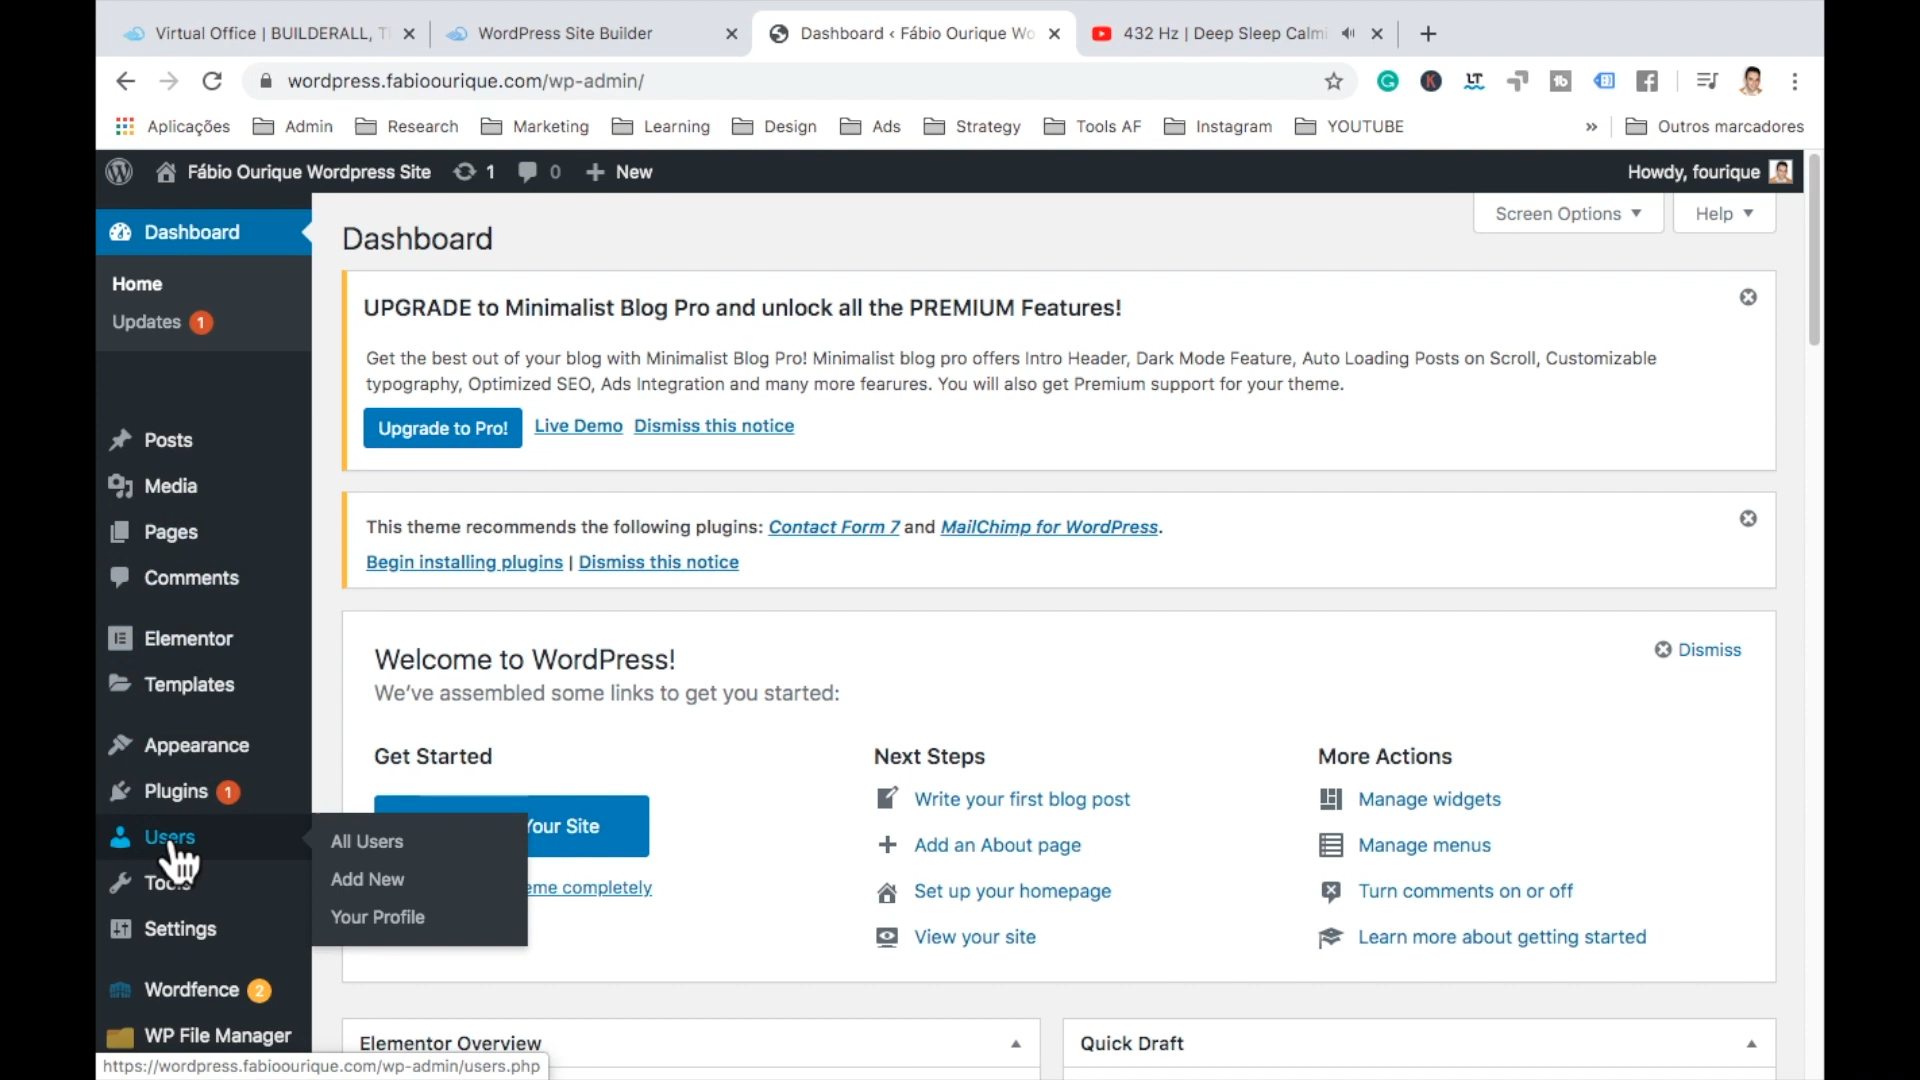 Virtual Office | BUILDERALL, T
WordPress Site Builder
Dashboard ‹ Fábio Ourique Wo
432 Hz | Deep Sleep Calmi
wordpress.fabioourique.com/wp-admin/
Aplicações
Admin
Research
Marketing
Learning
Design
Ads
Strategy
Tools AF
Instagram
YOUTUBE
»
Outros marcadores
Fábio Ourique Wordpress Site
1
0
New
Howdy, fourique
Screen Options
Help
Dashboard
Home
Updates 1
Posts
Media
Pages
Comments
Elementor
Templates
Appearance
Plugins 1
Users
Tools
Settings
Wordfence 2
WP File Manager
All Users
Add New
Your Profile
Dashboard
UPGRADE to Minimalist Blog Pro and unlock all the PREMIUM Features!
Get the best out of your blog with Minimalist Blog Pro! Minimalist blog pro offers Intro Header, Dark Mode Feature, Auto Loading Posts on Scroll, Customizable
typography, Optimized SEO, Ads Integration and many more fearures. You will also get Premium support for your theme.
Upgrade to Pro! Live Demo Dismiss this notice
This theme recommends the following plugins: Contact Form 7 and MailChimp for WordPress.
Begin installing plugins | Dismiss this notice
Welcome to WordPress!
Dismiss
We've assembled some links to get you started:
Get Started
Your Site
eme completely
Next Steps
Write your first blog post
Add an About page
Set up your homepage
View your site
More Actions
Manage widgets
Manage menus
Turn comments on or off
Learn more about getting started
Elementor Overview
Quick Draft
https://wordpress.fabioourique.com/wp-admin/users.php